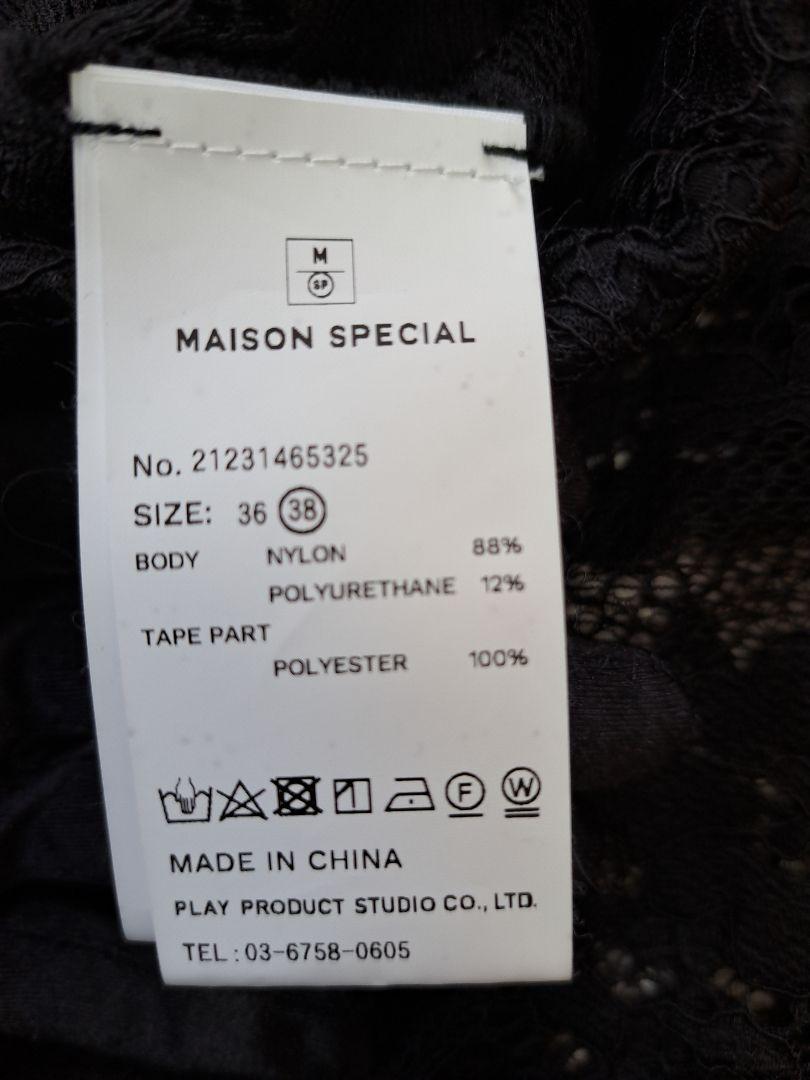 M
SP
MAISON SPECIAL
No. 21231465325
SIZE: 36 38
BODY NYLON 88%
POLYURETHANE 12%
TAPE PART
POLYESTER 100%
F W
MADE IN CHINA
PLAY PRODUCT STUDIO CO., LTD.
TEL : 03-6758-0605